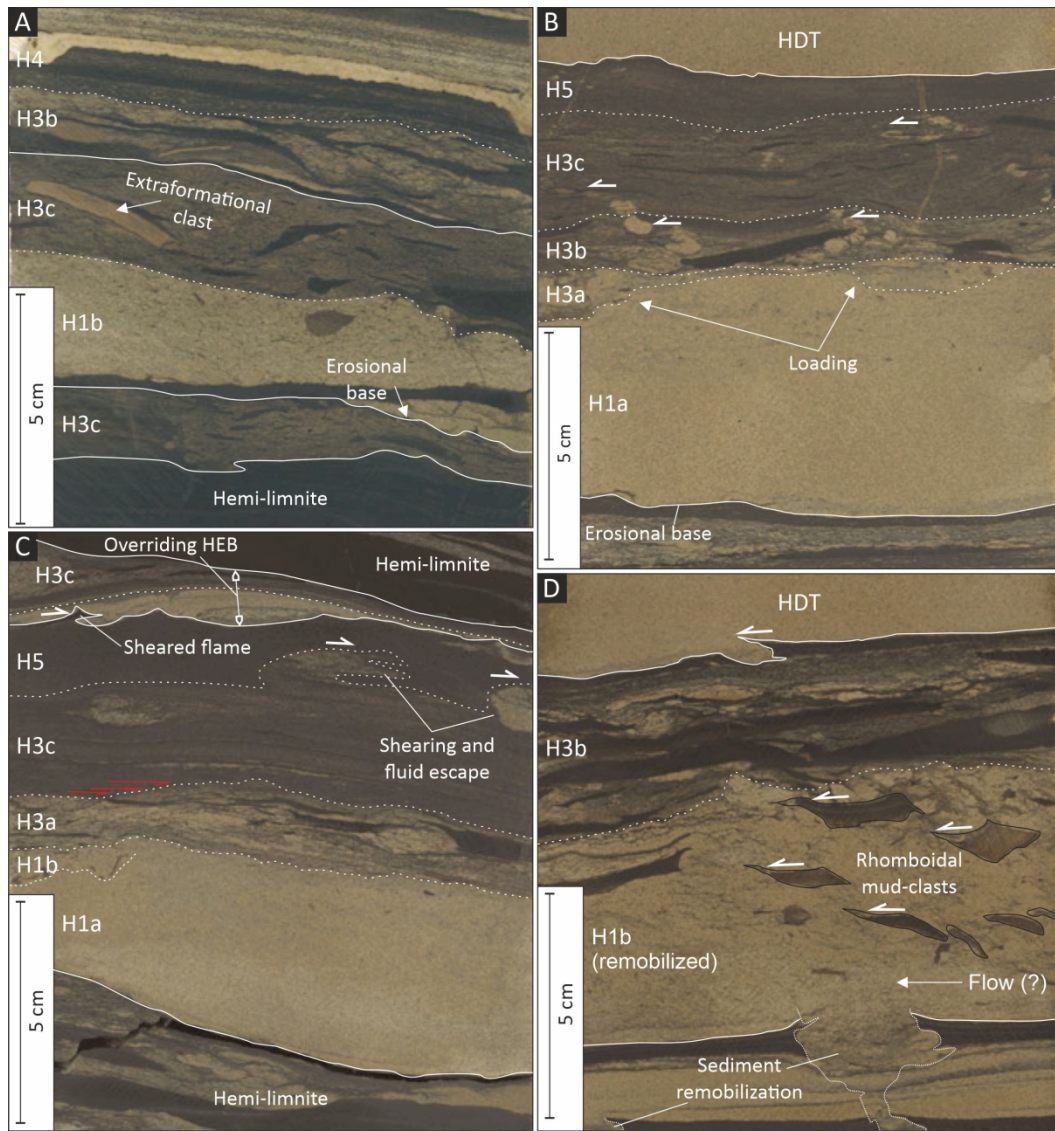 A
H4
H3b
H3c
Extraformational
clast
H1b
Erosional
base
H3c
Hemi-limnite
5 cm
B
HDT
H5
H3c
H3b
H3a
Loading
H1a
Erosional base
5 cm
C
Overriding HEB
Hemi-limnite
H3c
Sheared flame
H5
Shearing and
fluid escape
H3c
H3a
H1b
H1a
Hemi-limnite
5 cm
D
HDT
H3b
Rhomboidal
mud-clasts
H1b
(remobilized)
Flow (?)
Sediment
remobilization
5 cm